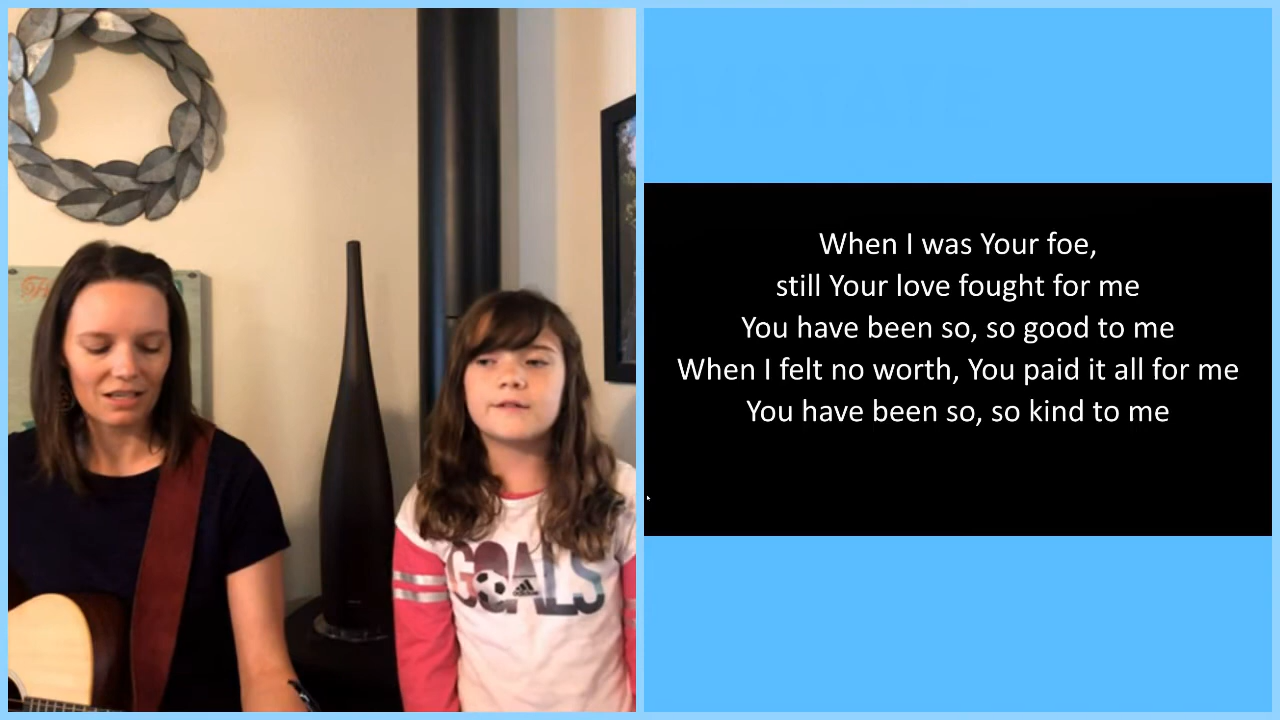 GOALS
adidas
When I was Your foe,
still Your love fought for me
You have been so, so good to me
When I felt no worth, You paid it all for me
You have been so, so kind to me